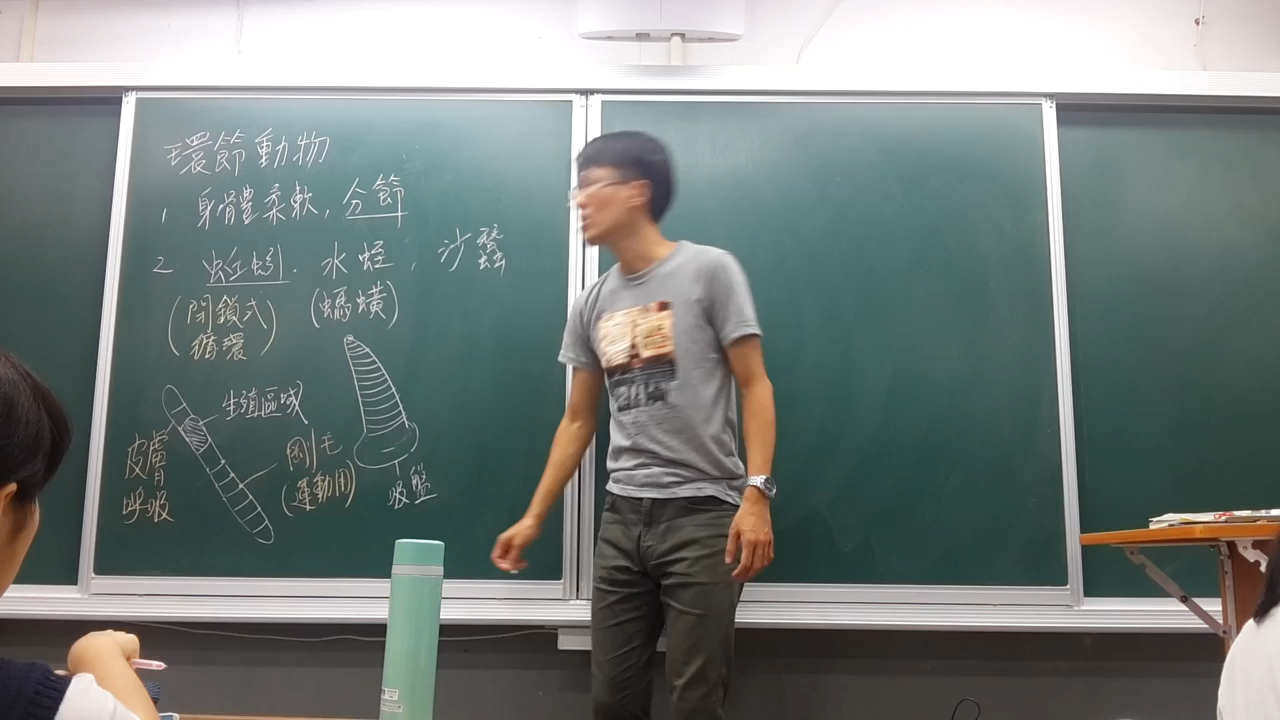 環節動物
1. 身體柔軟, 分節
2. 蚯蚓. 水蛭, 沙蠶
(閉鎖式循環)
(螞蟥)
生殖區域
皮膚呼吸
剛毛
(運動用)
吸盤